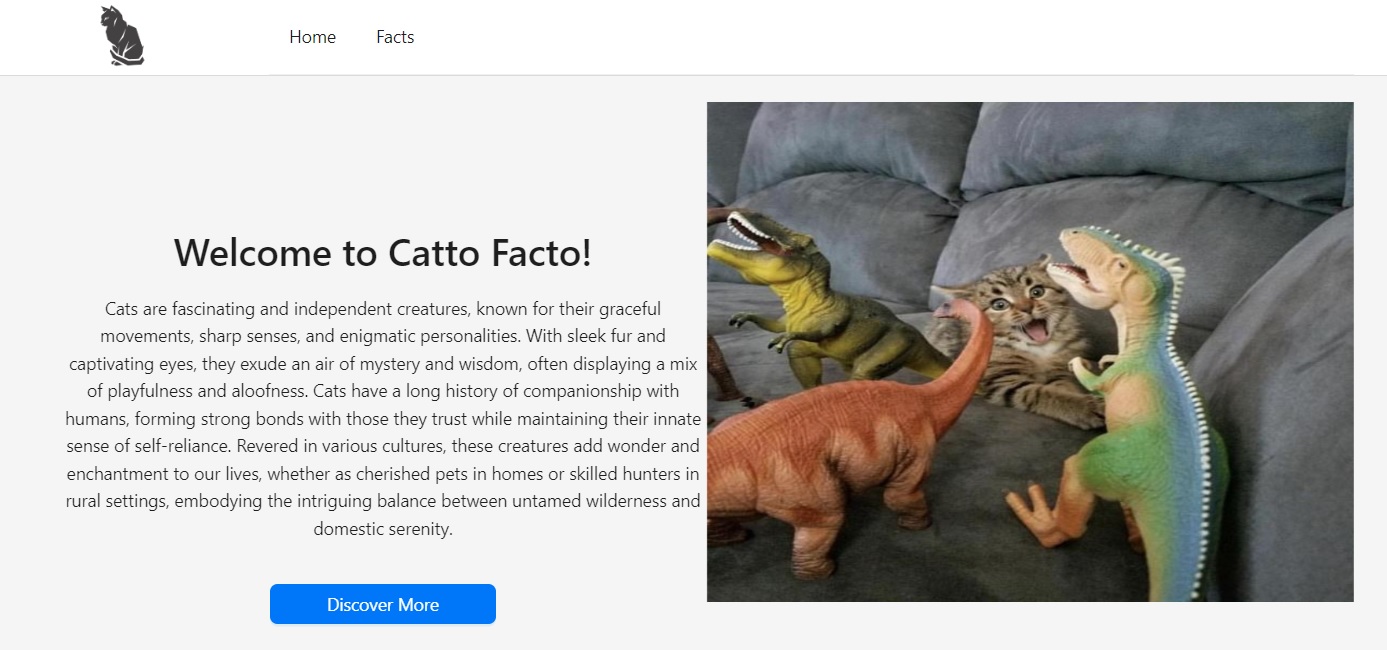 Home Facts
Welcome to Catto Facto!
Cats are fascinating and independent creatures, known for their graceful
movements, sharp senses, and enigmatic personalities. With sleek fur and
captivating eyes, they exude an air of mystery and wisdom, often displaying a mix
of playfulness and aloofness. Cats have a long history of companionship with
humans, forming strong bonds with those they trust while maintaining their innate
sense of self-reliance. Revered in various cultures, these creatures add wonder and
enchantment to our lives, whether as cherished pets in homes or skilled hunters in
rural settings, embodying the intriguing balance between untamed wilderness and
domestic serenity.
Discover More